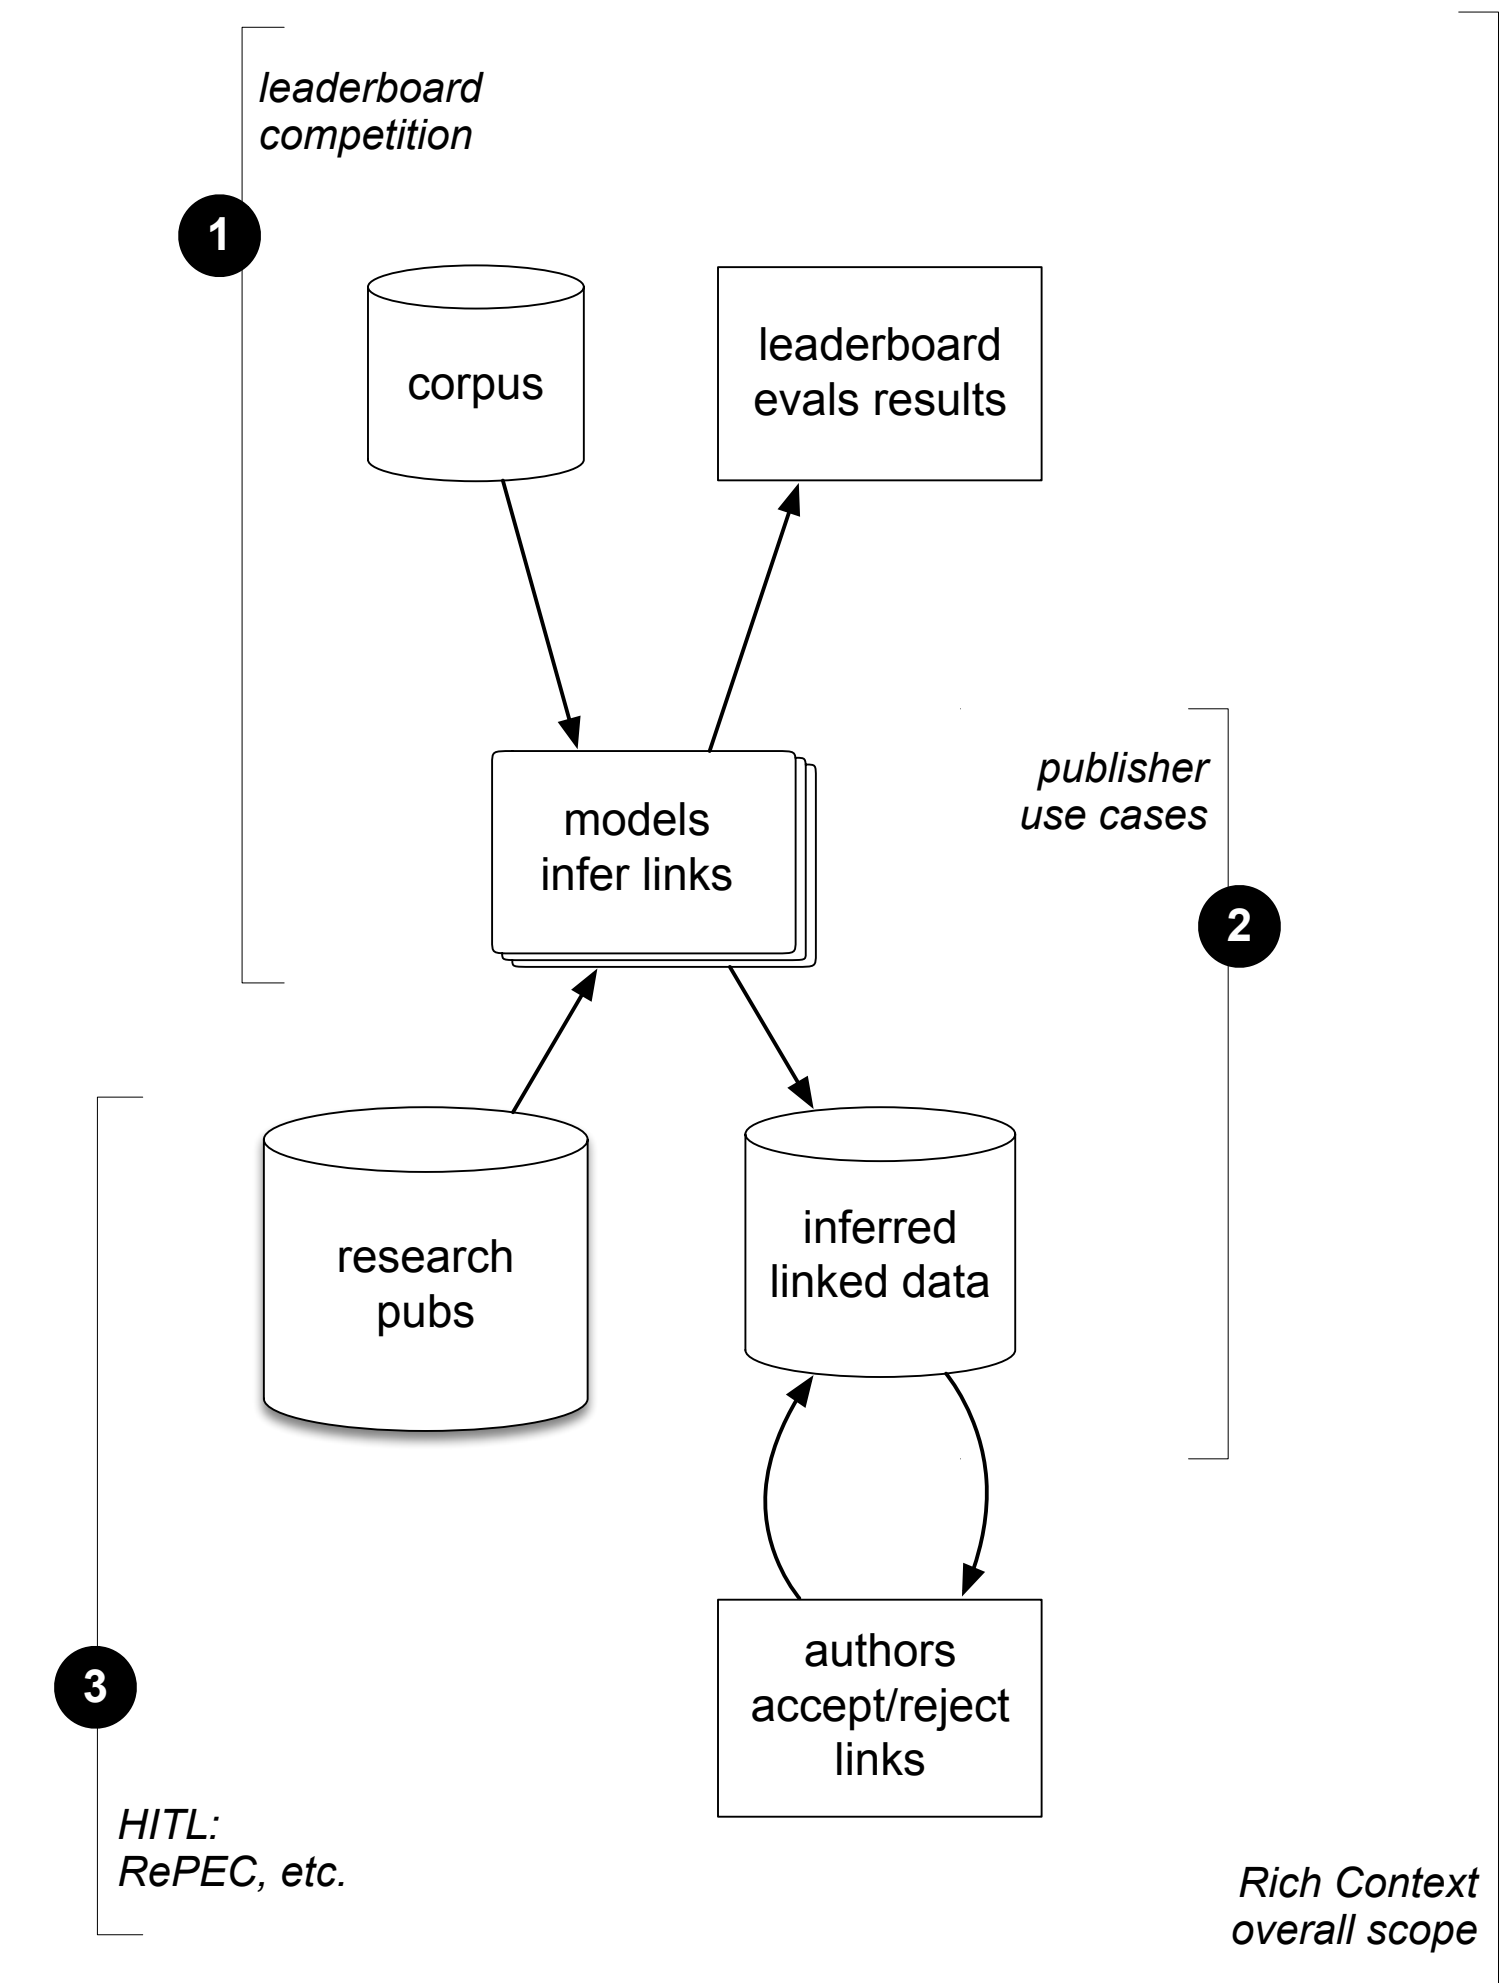 leaderboard
competition
1
corpus
leaderboard
evals results
publisher
use cases
models
infer links
2
research
pubs
inferred
linked data
authors
accept/reject
links
3
HITL:
RePEC, etc.
Rich Context
overall scope